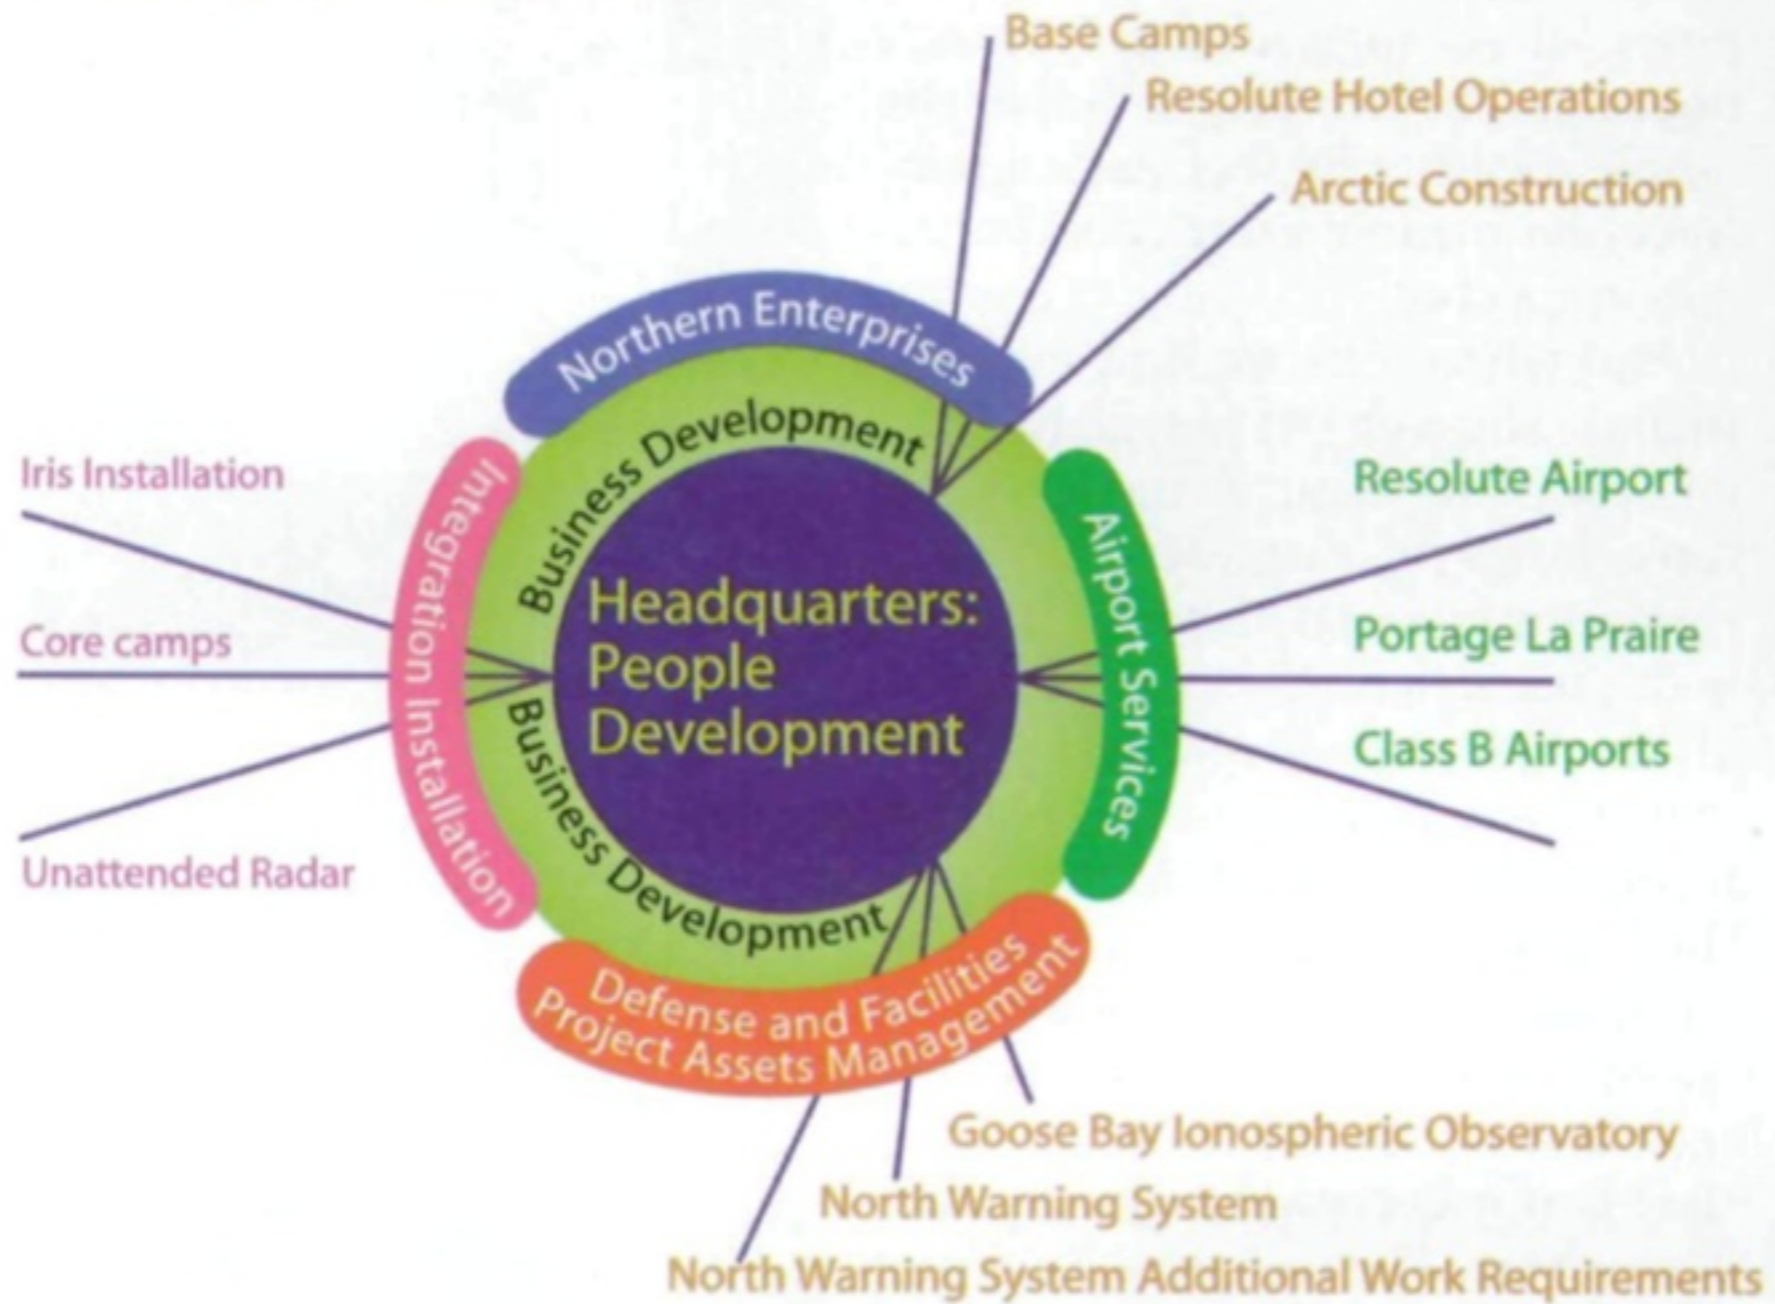 Base Camps
Resolute Hotel Operations
Arctic Construction
Northern Enterprises
Business Development
Iris Installation
Core camps
Unattended Radar
Integration Installation
Headquarters:
People
Development
Airport Services
Resolute Airport
Portage La Praire
Class B Airports
Business Development
Defense and Facilities
Project Assets Management
Goose Bay Ionospheric Observatory
North Warning System
North Warning System Additional Work Requirements